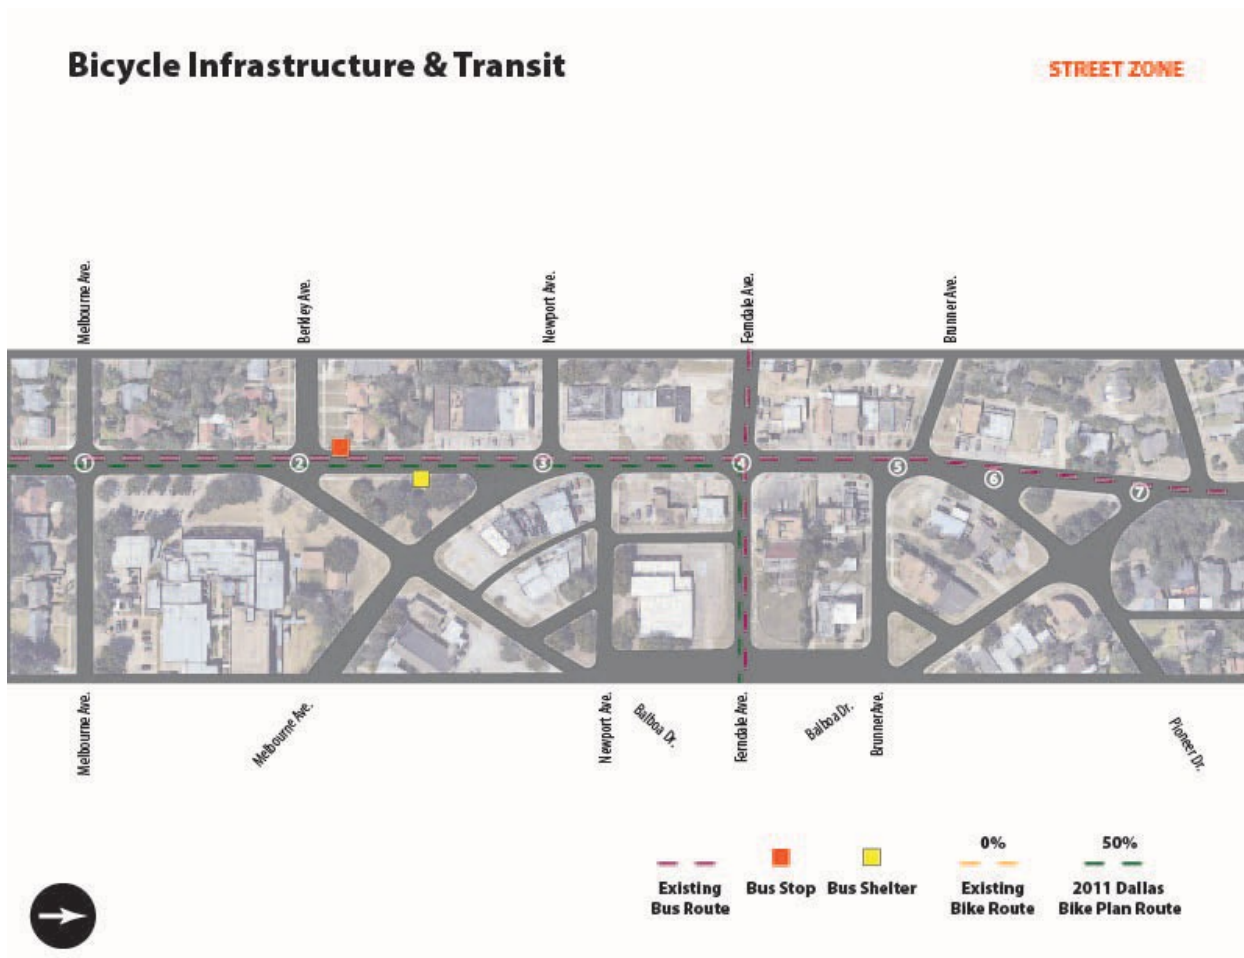 Bicycle Infrastructure & Transit
STREET ZONE
Melbourne Ave.
Berkley Ave.
Newport Ave.
Ferndale Ave.
Brunner Ave.
1
2
3
4
5
6
7
Melbourne Ave.
Melbourne Ave.
Newport Ave.
Balboa Dr.
Ferndale Ave.
Balboa Dr.
Brunner Ave.
Pioneer Dr.
0%
50%
Existing
Bus Route
Bus Stop
Bus Shelter
Existing
Bike Route
2011 Dallas
Bike Plan Route